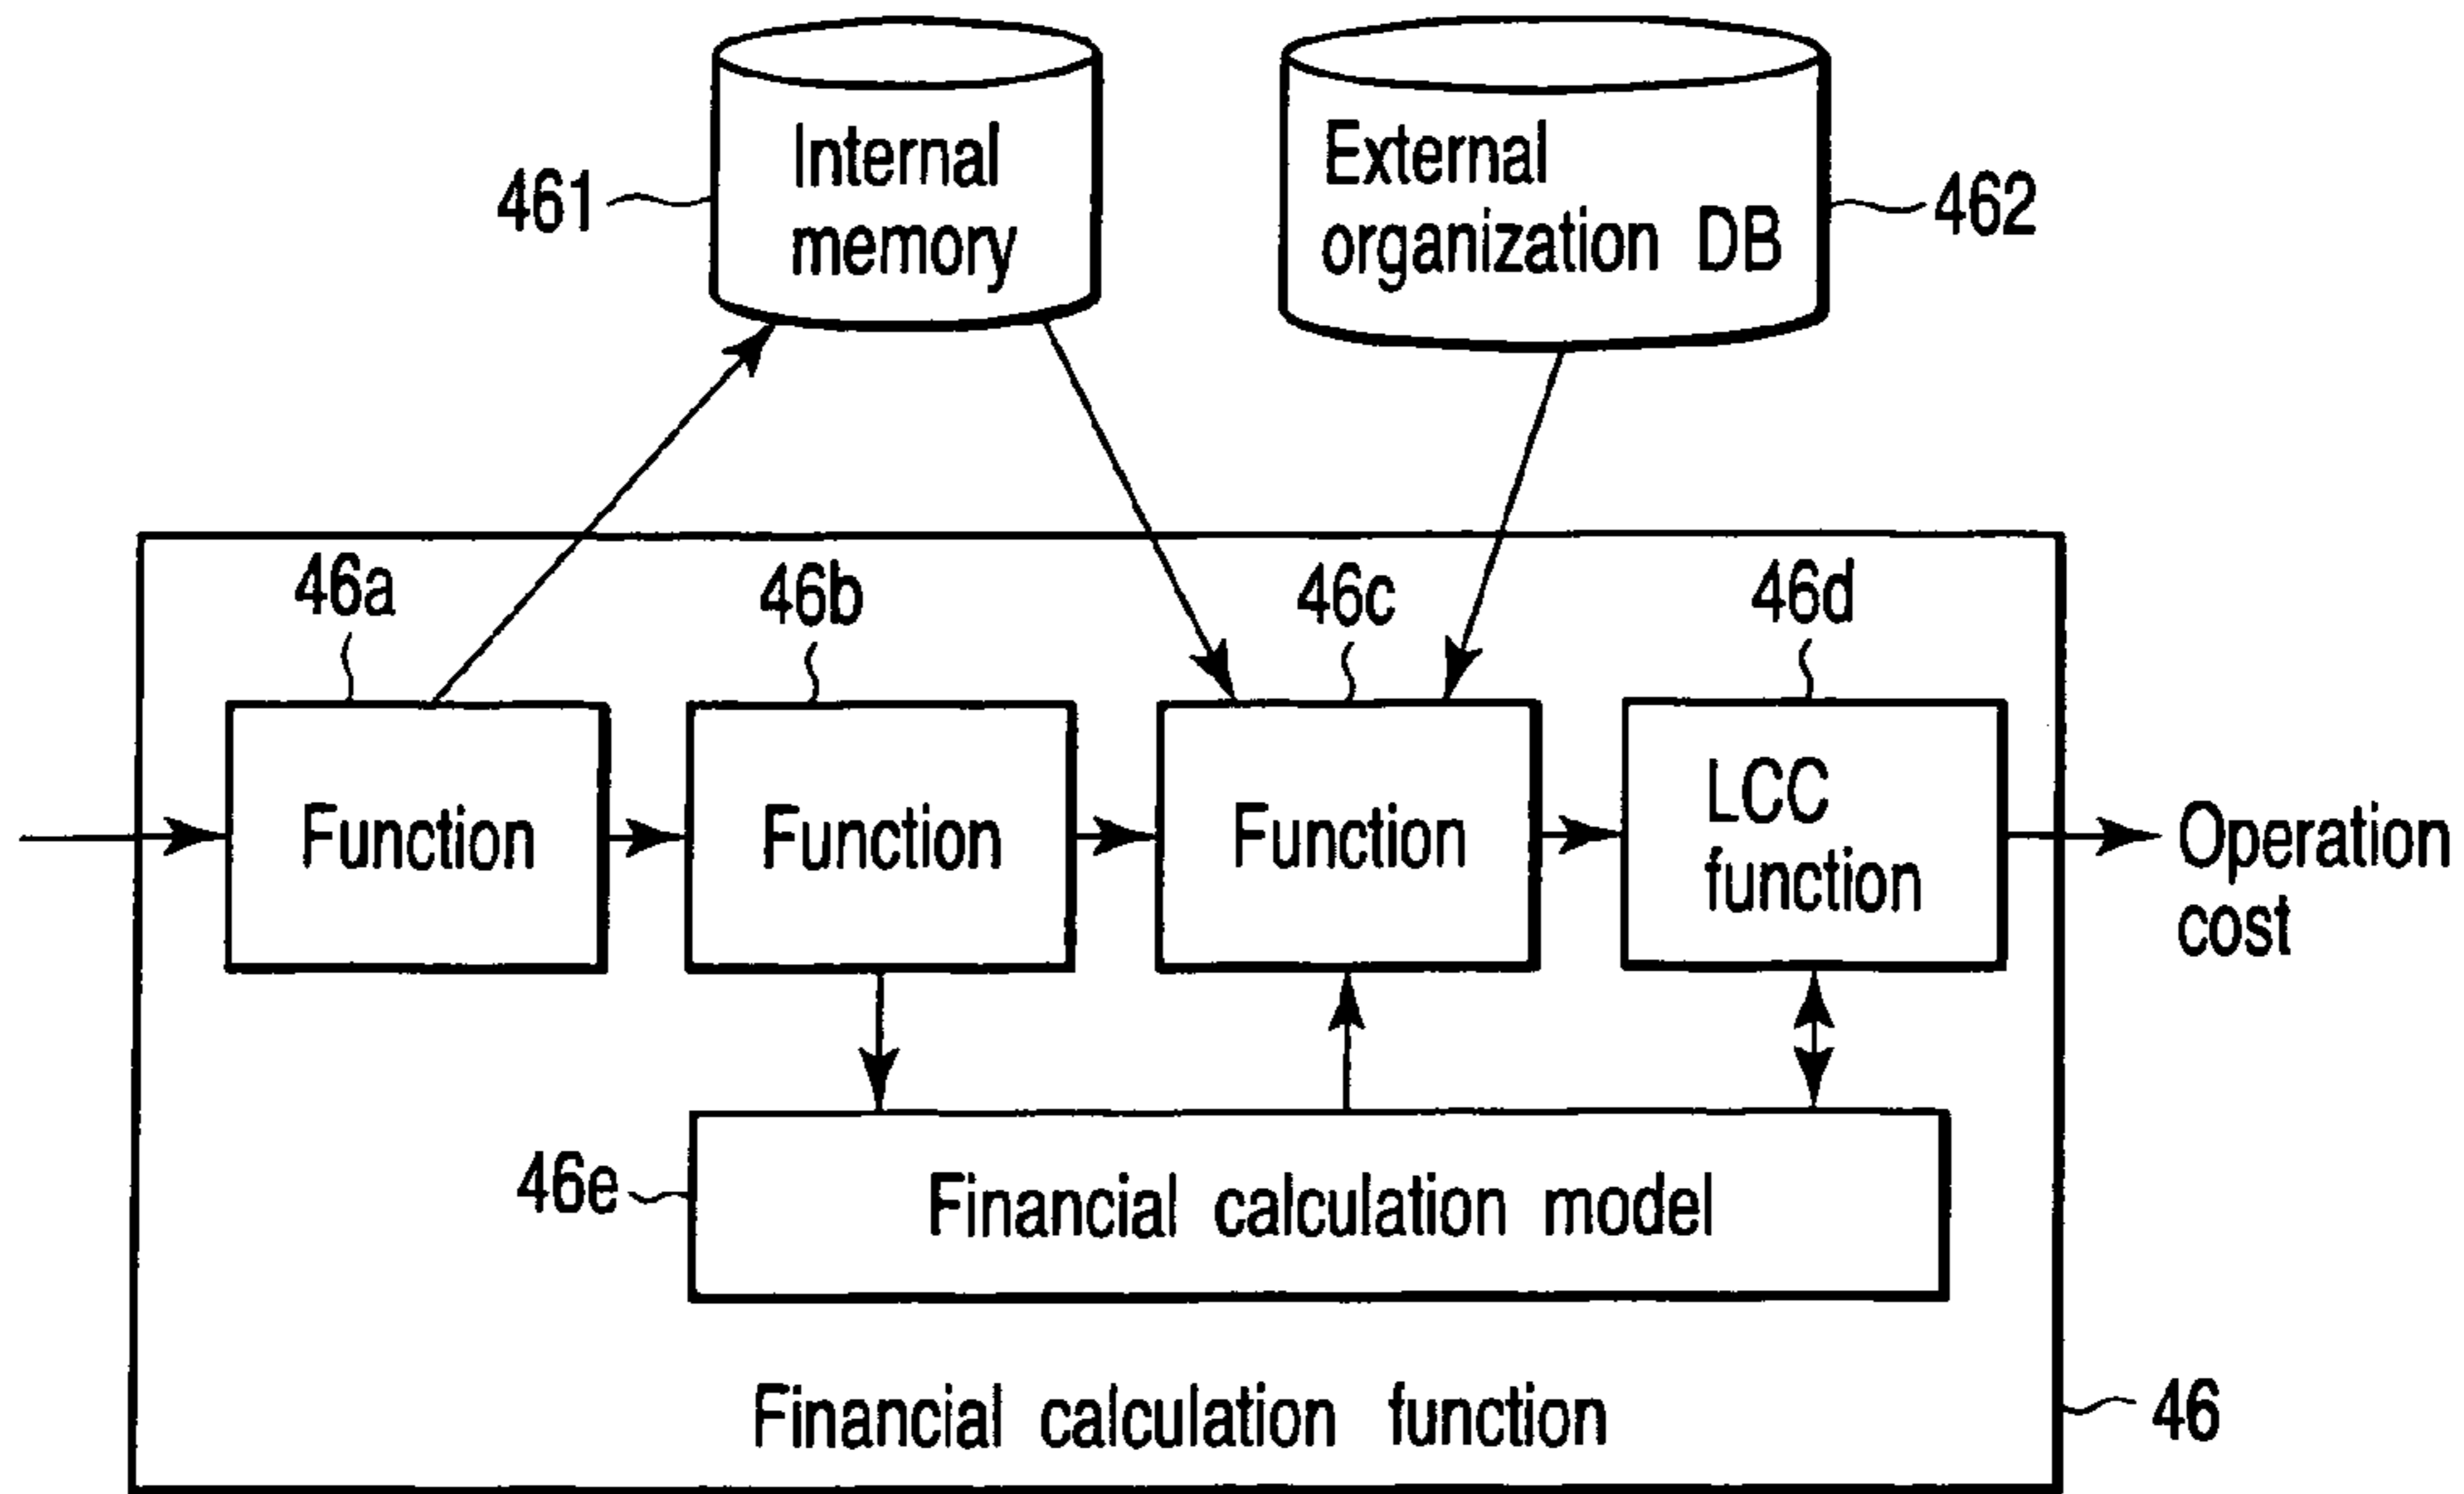 Internal
memory
461
External
organization DB
462
46a
46b
46c
46d
Function
Function
Function
LCC
function
Operation
cost
46e
Financial calculation model
Financial calculation function
46